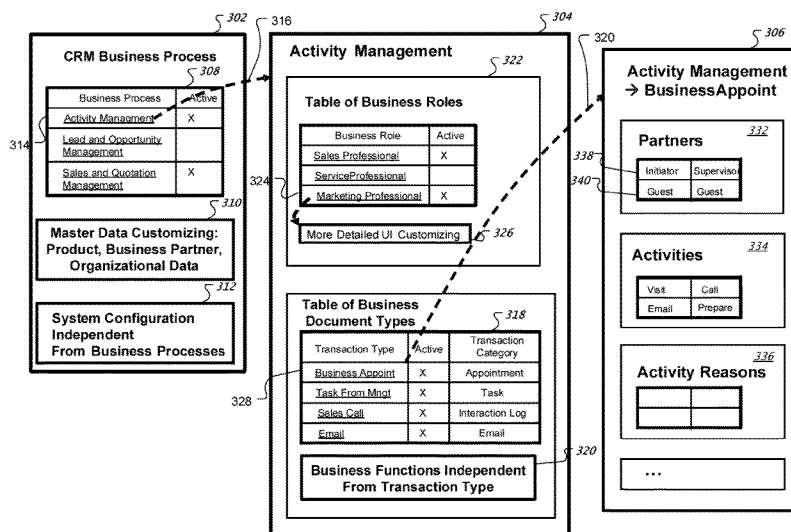 302
CRM Business Process
308
Business Process Active
Activity Managment X
Lead and Opportunity
Management
Sales and Quotation X
Management
314
310
Master Data Customizing:
Product, Business Partner,
Organizational Data
312
System Configuration
Independent
From Business Processes
316
304
Activity Management
322
Table of Business Roles
Business Role Active
Sales Professional X
ServiceProfessional
Marketing Professional X
324
More Detailed UI Customizing
326
Table of Business
Document Types
318
Transaction Type Active Transaction
Category
Business Appoint X Appointment
Task From Mngt X Task
Sales Call X Interaction Log
Email X Email
328
320
Business Functions Independent
From Transaction Type
320
306
Activity Management
→ BusinessAppoint
332
Partners
338
Initiator Supervisor
340
Guest Guest
334
Activities
Visit Call
Email Prepare
336
Activity Reasons
...